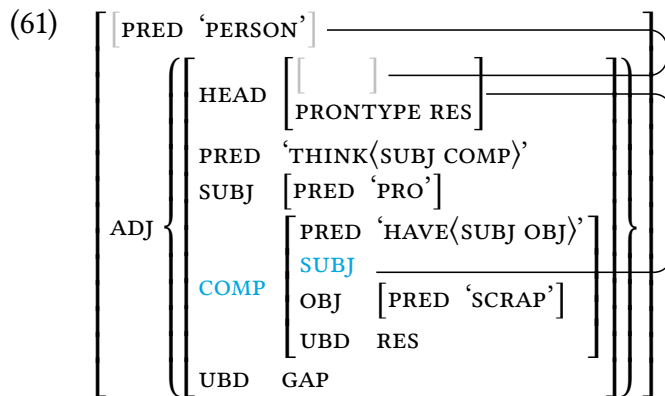 (61)
[PRED ‘PERSON’]
[ ]
HEAD
PRONTYPE RES
PRED ‘THINK⟨SUBJ COMP⟩’
SUBJ [PRED ‘PRO’]
PRED ‘HAVE⟨SUBJ OBJ⟩’
ADJ
SUBJ
COMP
OBJ [PRED ‘SCRAP’]
UBD RES
UBD GAP